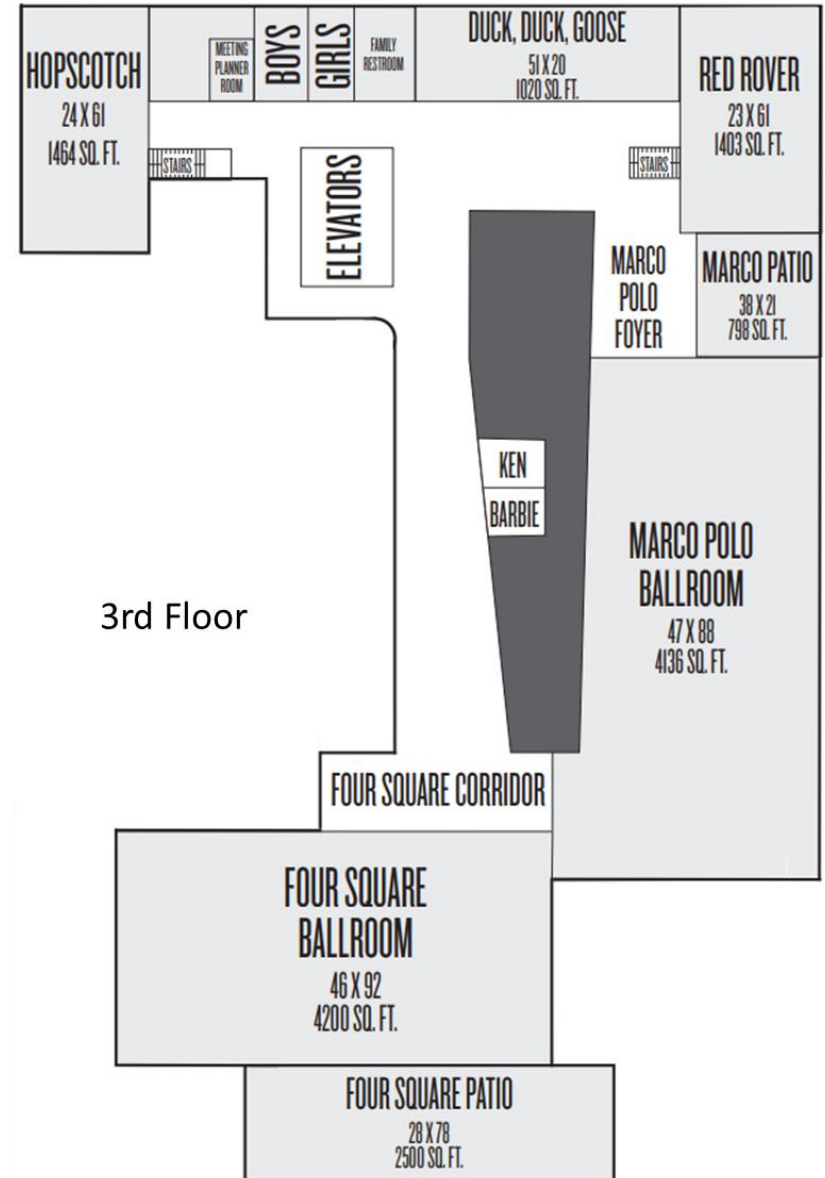 HOPSCOTCH
24 X 61
1464 SQ. FT.
MEETING
PLANNER
ROOM
BOYS
GIRLS
FAMILY
RESTROOM
DUCK, DUCK, GOOSE
51 X 20
1020 SQ. FT.
RED ROVER
23 X 61
1403 SQ. FT.
STAIRS
STAIRS
ELEVATORS
MARCO
POLO
FOYER
MARCO PATIO
38 X 21
798 SQ. FT.
KEN
BARBIE
MARCO POLO
BALLROOM
47 X 88
4136 SQ. FT.
3rd Floor
FOUR SQUARE CORRIDOR
FOUR SQUARE
BALLROOM
46 X 92
4200 SQ. FT.
FOUR SQUARE PATIO
28 X 78
2500 SQ. FT.